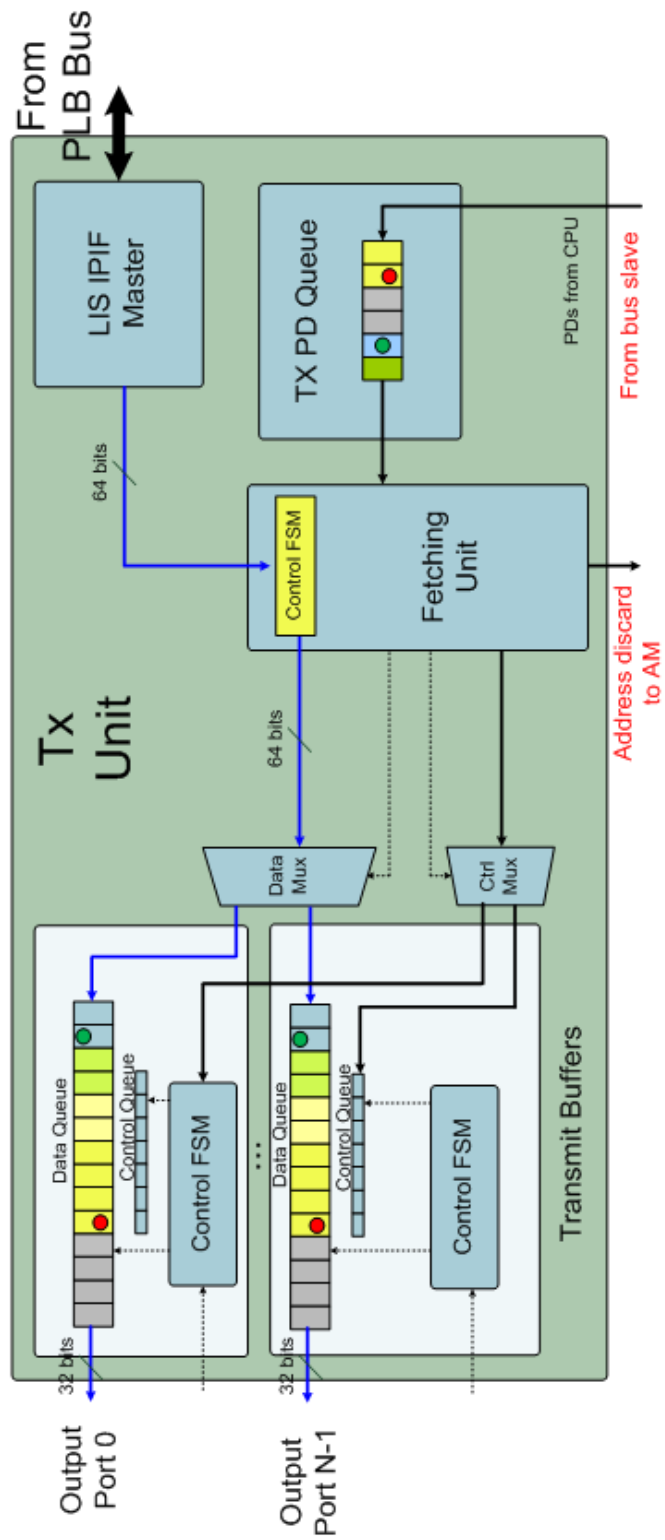 From
PLB Bus
LIS IPIF
Master
TX PD Queue
PDs from CPU
From bus slave
64 bits
Control FSM
Fetching
Unit
Address discard
to AM
Tx
Unit
64 bits
Data
Mux
Ctrl
Mux
Data Queue
Control Queue
Control FSM
...
Data Queue
Control Queue
Control FSM
Transmit Buffers
32 bits
32 bits
Output
Port 0
Output
Port N-1